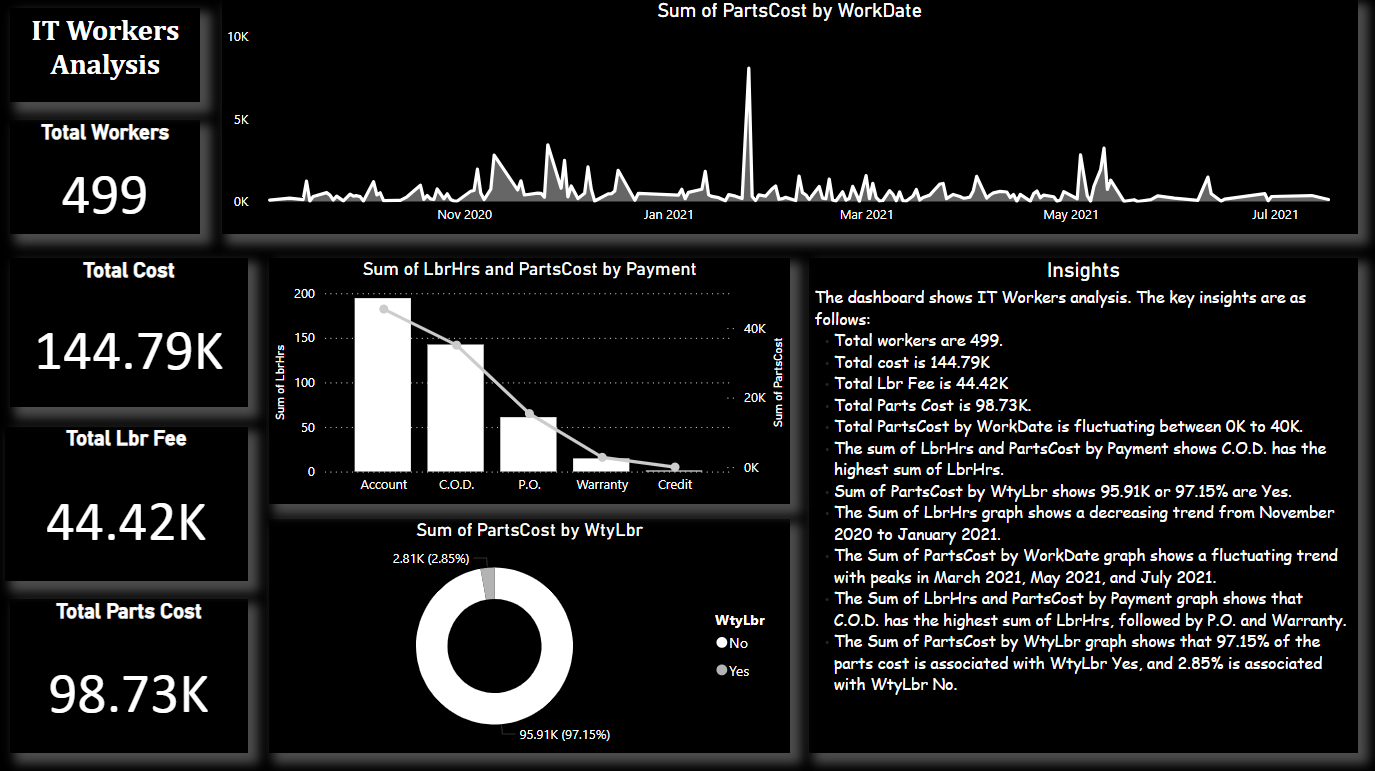 IT Workers
Analysis
Total Workers
499
Sum of PartsCost by WorkDate
10K
5K
0K
Nov 2020
Jan 2021
Mar 2021
May 2021
Jul 2021
Total Cost
144.79K
Total Lbr Fee
44.42K
Total Parts Cost
98.73K
Sum of LbrHrs and PartsCost by Payment
Sum of LbrHrs
200
150
100
50
0
Sum of PartsCost
40K
20K
0K
Account
C.O.D.
P.O.
Warranty
Credit
Sum of PartsCost by WtyLbr
2.81K (2.85%)
95.91K (97.15%)
WtyLbr
No
Yes
Insights
The dashboard shows IT Workers analysis. The key insights are as
follows:
Total workers are 499.
Total cost is 144.79K
Total Lbr Fee is 44.42K
Total Parts Cost is 98.73K.
Total PartsCost by WorkDate is fluctuating between 0K to 40K.
The sum of LbrHrs and PartsCost by Payment shows C.O.D. has the
highest sum of LbrHrs.
Sum of PartsCost by WtyLbr shows 95.91K or 97.15% are Yes.
The Sum of LbrHrs graph shows a decreasing trend from November
2020 to January 2021.
The Sum of PartsCost by WorkDate graph shows a fluctuating trend
with peaks in March 2021, May 2021, and July 2021.
The Sum of LbrHrs and PartsCost by Payment graph shows that
C.O.D. has the highest sum of LbrHrs, followed by P.O. and Warranty.
The Sum of PartsCost by WtyLbr graph shows that 97.15% of the
parts cost is associated with WtyLbr Yes, and 2.85% is associated
with WtyLbr No.